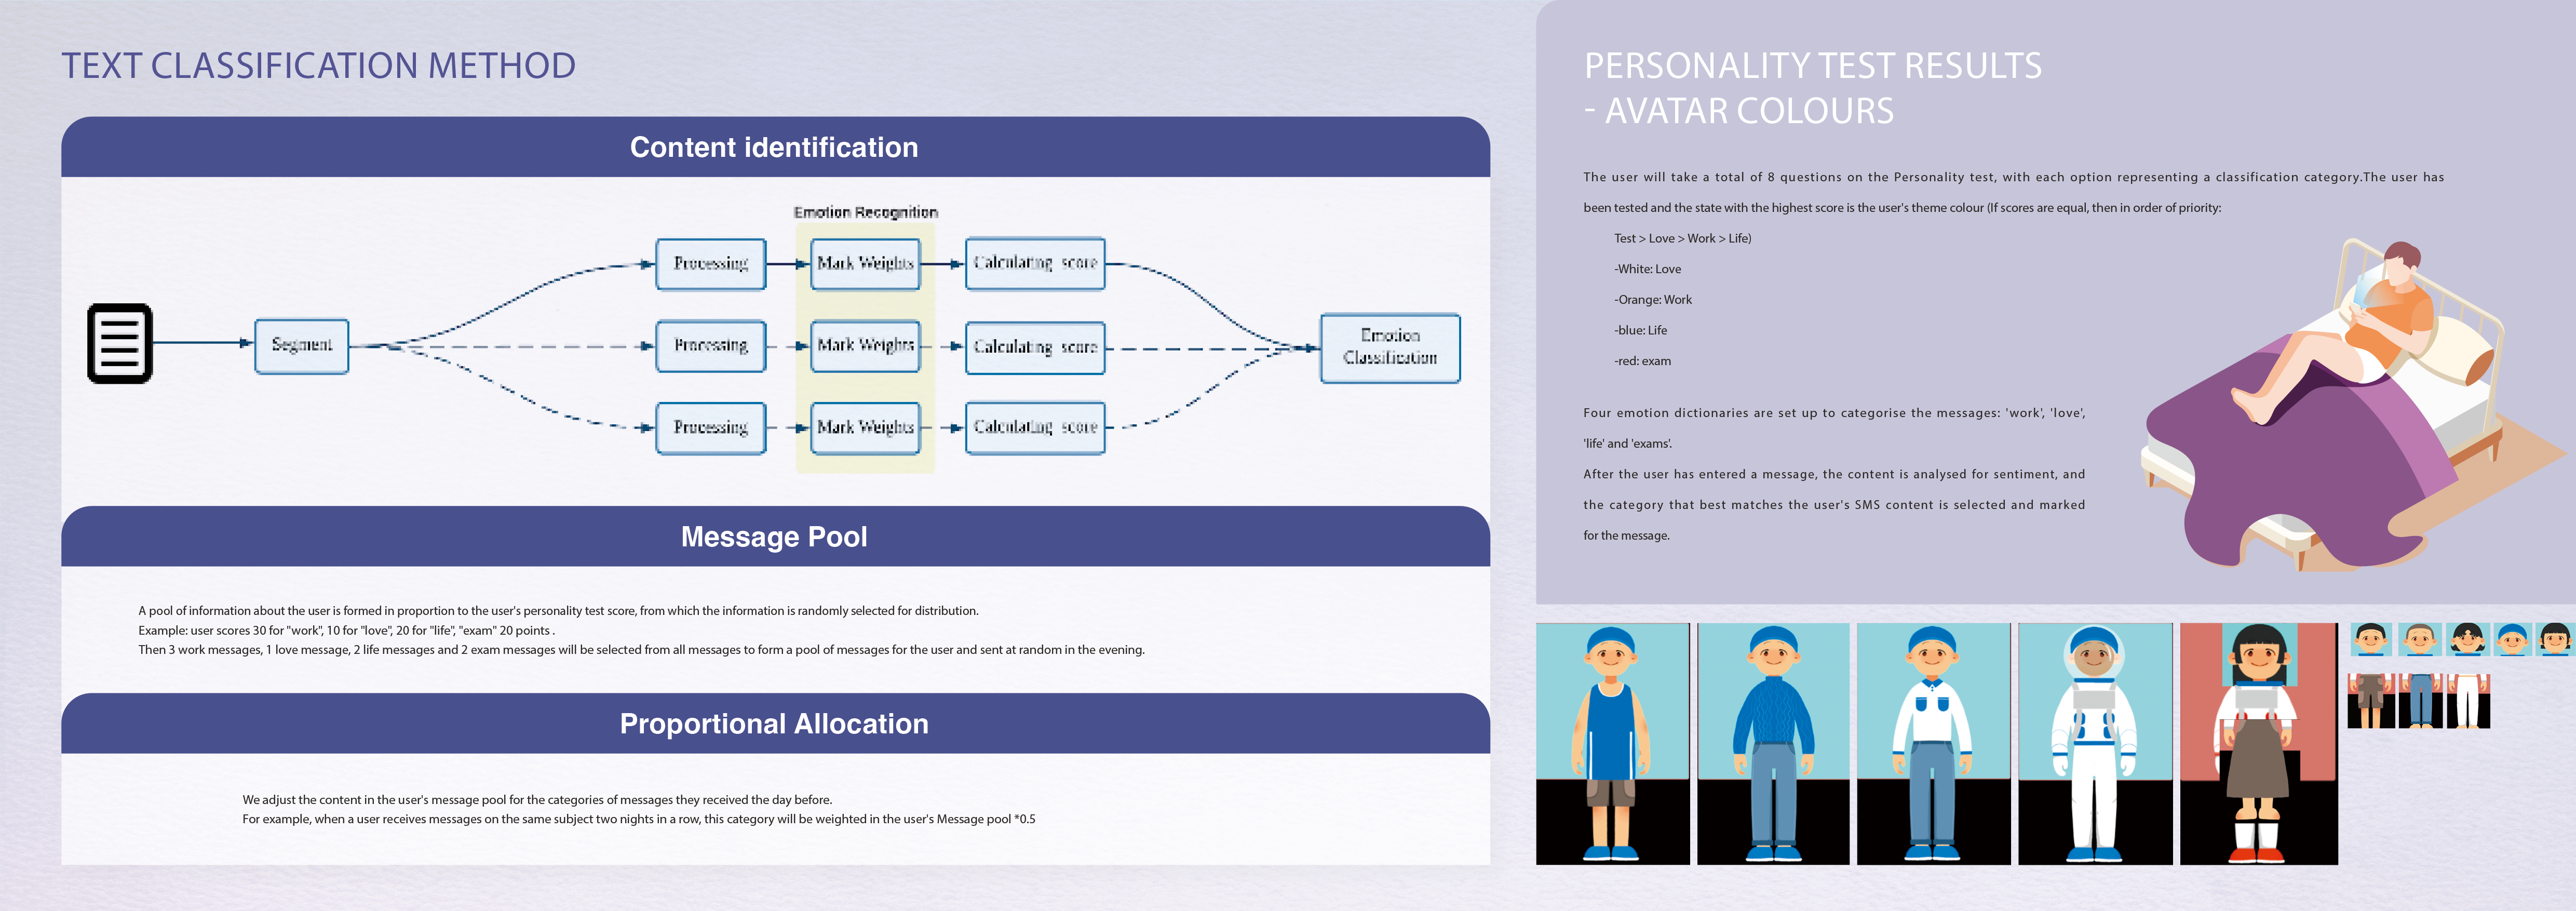 TEXT CLASSIFICATION METHOD
Content identification
Emotion Recognition
Processing
Mark Weights
Calculating score
Segment
Processing
Mark Weights
Calculating score
Emotion
Classification
Processing
Mark Weights
Calculating score
Message Pool
A pool of information about the user is formed in proportion to the user's personality test score, from which the information is randomly selected for distribution.
Example: user scores 30 for "work", 10 for "love", 20 for "life", "exam" 20 points .
Then 3 work messages, 1 love message, 2 life messages and 2 exam messages will be selected from all messages to form a pool of messages for the user and sent at random in the evening.
Proportional Allocation
We adjust the content in the user's message pool for the categories of messages they received the day before.
For example, when a user receives messages on the same subject two nights in a row, this category will be weighted in the user's Message pool *0.5
PERSONALITY TEST RESULTS
- AVATAR COLOURS
The user will take a total of 8 questions on the Personality test, with each option representing a classification category.The user has
been tested and the state with the highest score is the user's theme colour (If scores are equal, then in order of priority:
Test > Love > Work > Life)
-White: Love
-Orange: Work
-blue: Life
-red: exam
Four emotion dictionaries are set up to categorise the messages: 'work', 'love',
'life' and 'exams'.
After the user has entered a message, the content is analysed for sentiment, and
the category that best matches the user's SMS content is selected and marked
for the message.